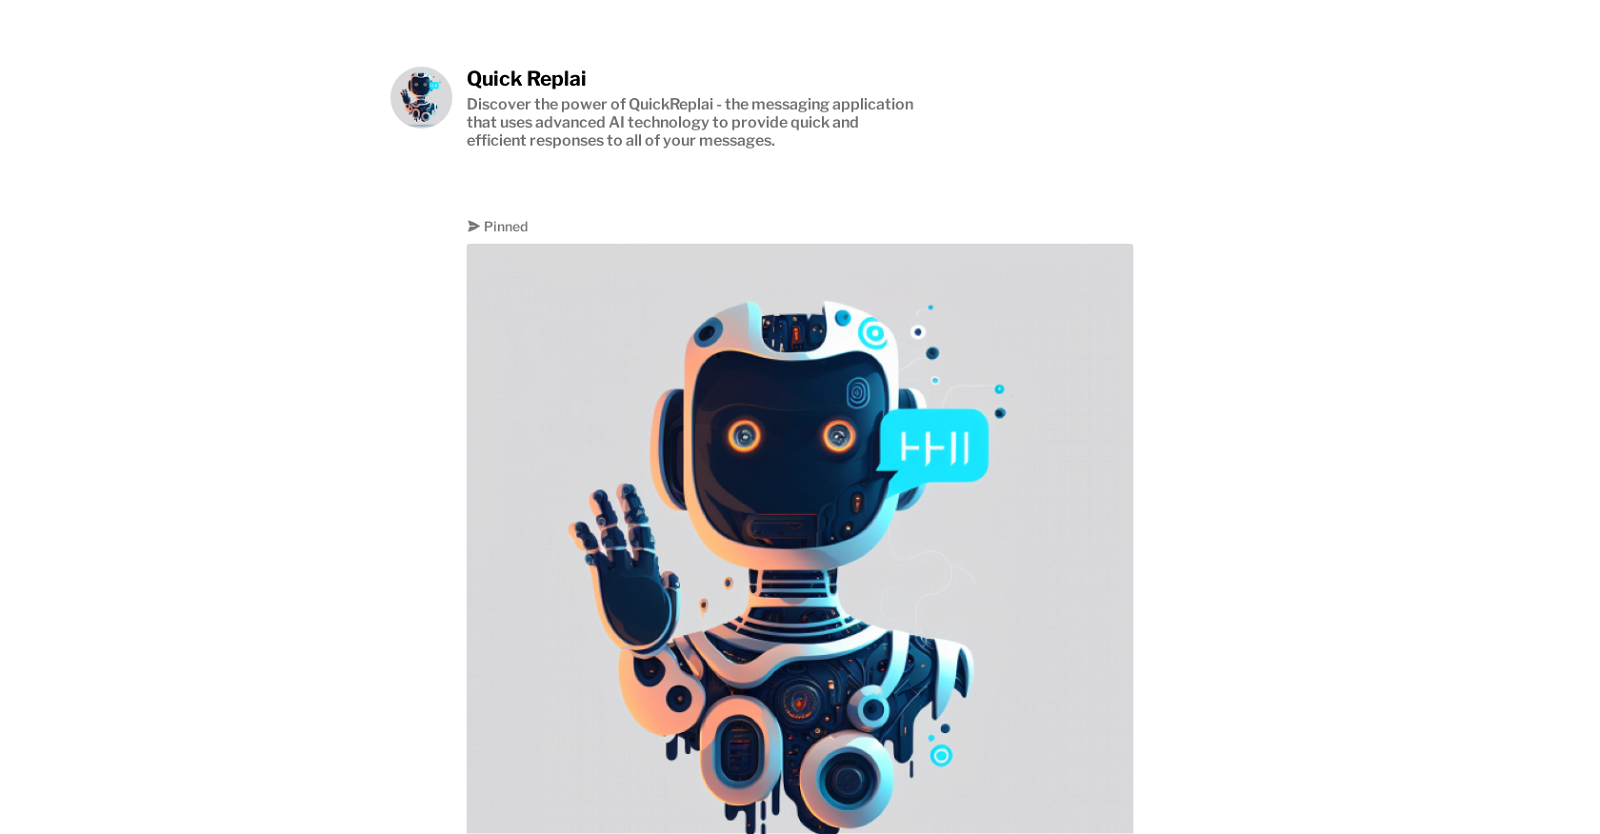 Quick Replai
Discover the power of QuickReplai - the messaging application
that uses advanced AI technology to provide quick and
efficient responses to all of your messages.
Pinned